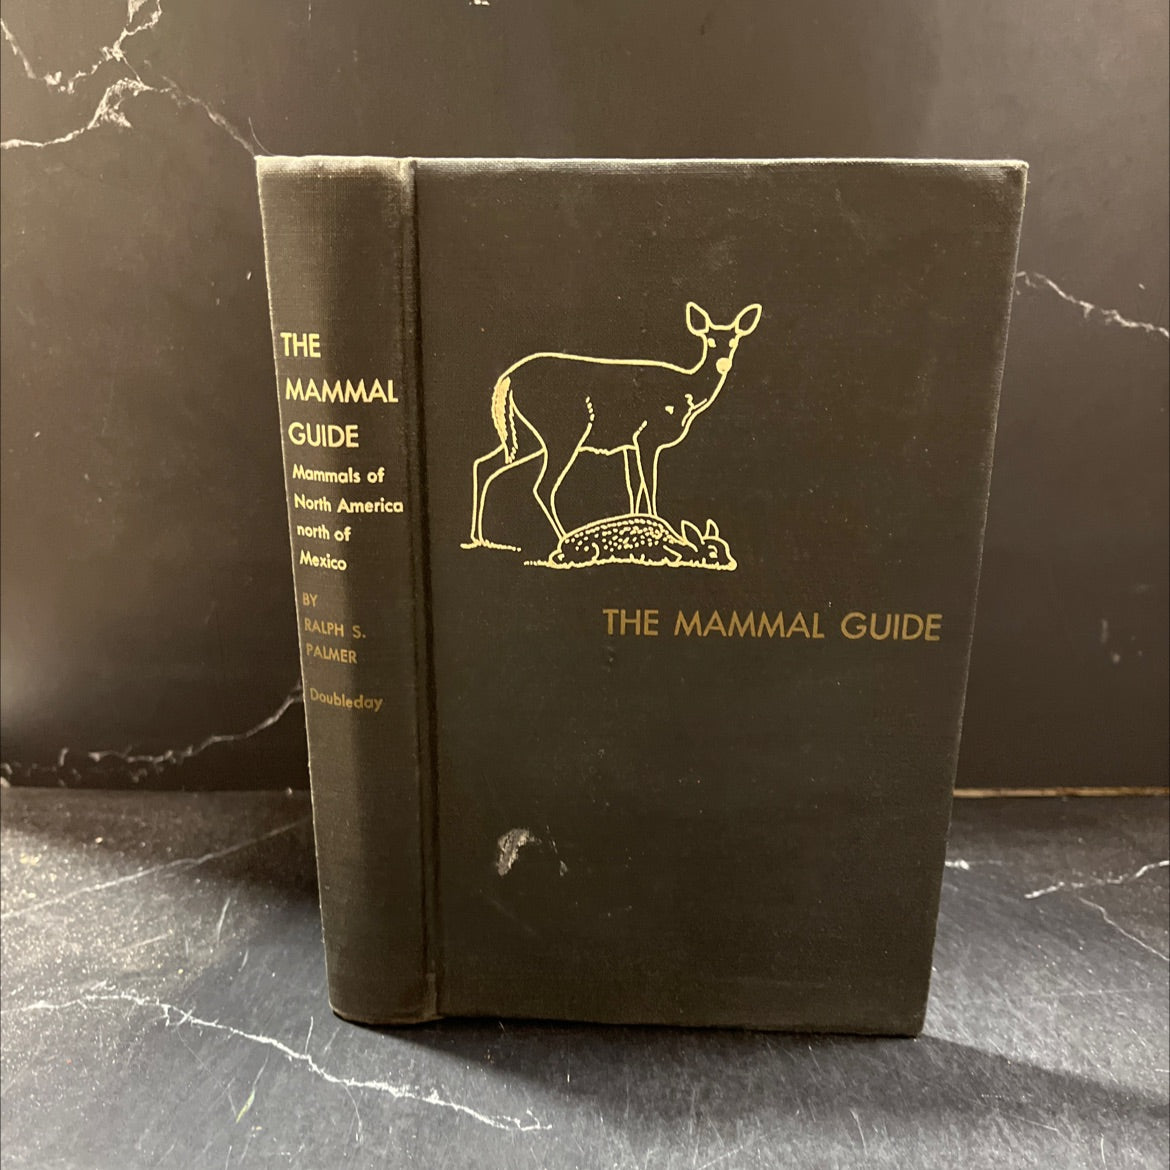 THE
MAMMAL
GUIDE
Mammals of
North America
north of
Mexico
BY
RALPH S.
PALMER
Doubleday
THE MAMMAL GUIDE